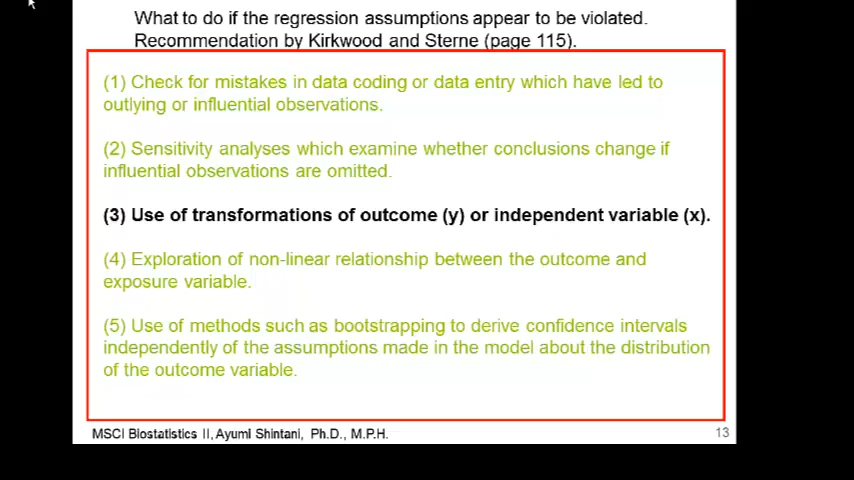 What to do if the regression assumptions appear to be violated.
Recommendation by Kirkwood and Sterne (page 115).
(1) Check for mistakes in data coding or data entry which have led to
outlying or influential observations.
(2) Sensitivity analyses which examine whether conclusions change if
influential observations are omitted.
(3) Use of transformations of outcome (y) or independent variable (x).
(4) Exploration of non-linear relationship between the outcome and
exposure variable.
(5) Use of methods such as bootstrapping to derive confidence intervals
independently of the assumptions made in the model about the distribution
of the outcome variable.
MSCI Biostatistics II, Ayumi Shintani, Ph.D., M.P.H.
13